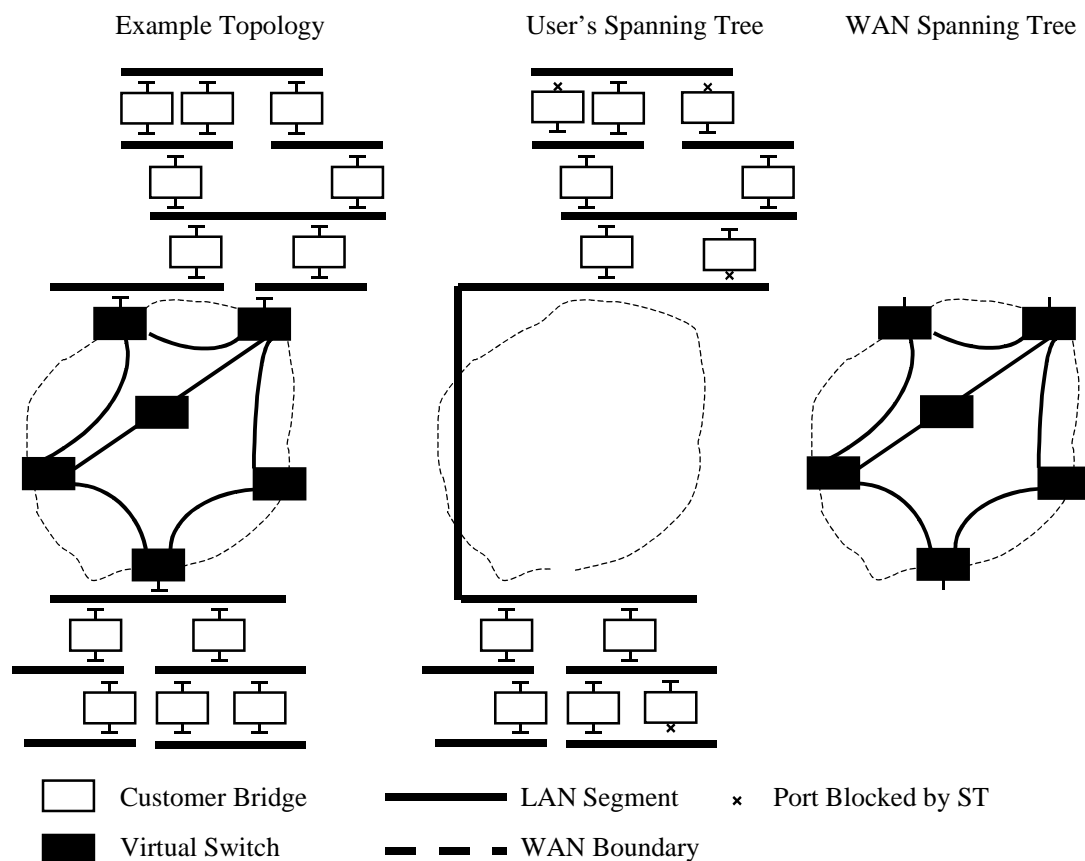 Example Topology
User's Spanning Tree
WAN Spanning Tree
Customer Bridge
LAN Segment
Port Blocked by ST
Virtual Switch
WAN Boundary